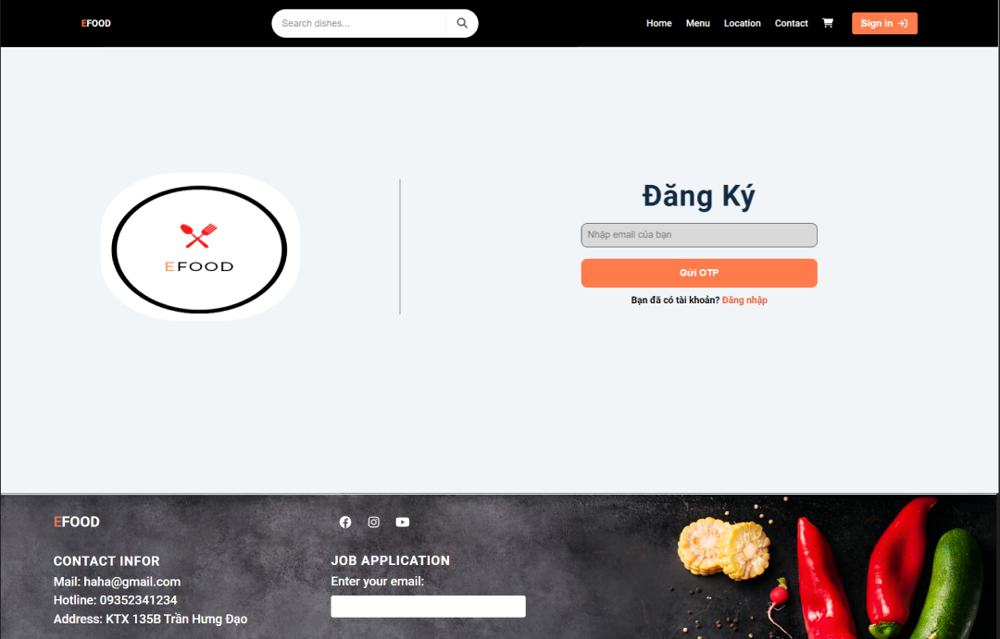 EFOOD
Search dishes...
Home
Menu
Location
Contact
Sign in
EFOOD
Đăng Ký
Nhập email của bạn
Gửi OTP
Bạn đã có tài khoản? Đăng nhập
EFOOD
CONTACT INFOR
Mail: haha@gmail.com
Hotline: 09352341234
Address: KTX 135B Trần Hưng Đạo
JOB APPLICATION
Enter your email: